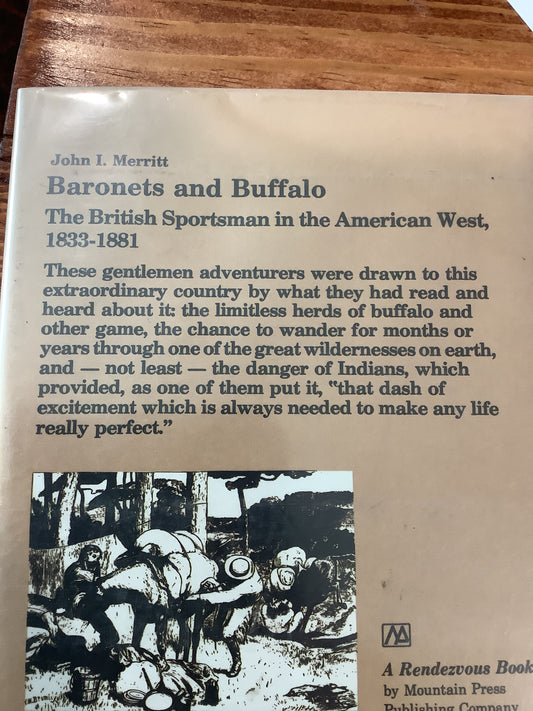 John I. Merritt
Baronets and Buffalo
The British Sportsman in the American West,
1833-1881
These gentlemen adventurers were drawn to this
extraordinary country by what they had read and
heard about it: the limitless herds of buffalo and
other game, the chance to wander for months or
years through one of the great wildernesses on earth,
and — not least — the danger of Indians, which
provided, as one of them put it, "that dash of
excitement which is always needed to make any life
really perfect."
A Rendezvous Book
by Mountain Press
Publishing Company